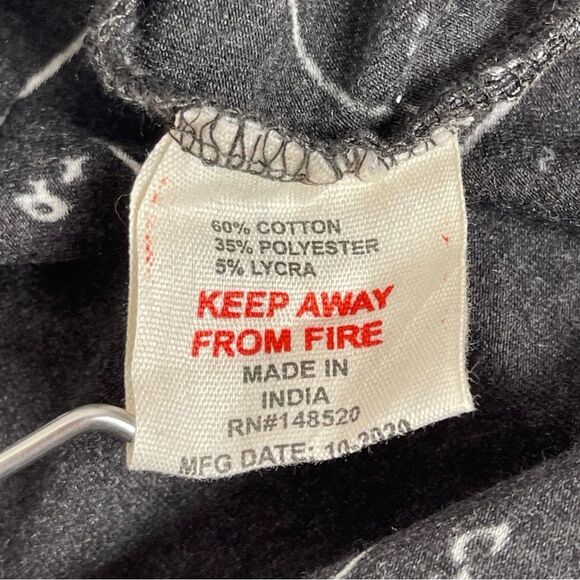 60% COTTON
35% POLYESTER
5% LYCRA
KEEP AWAY
FROM FIRE
MADE IN
INDIA
RN#148520
MFG DATE: 10-2020